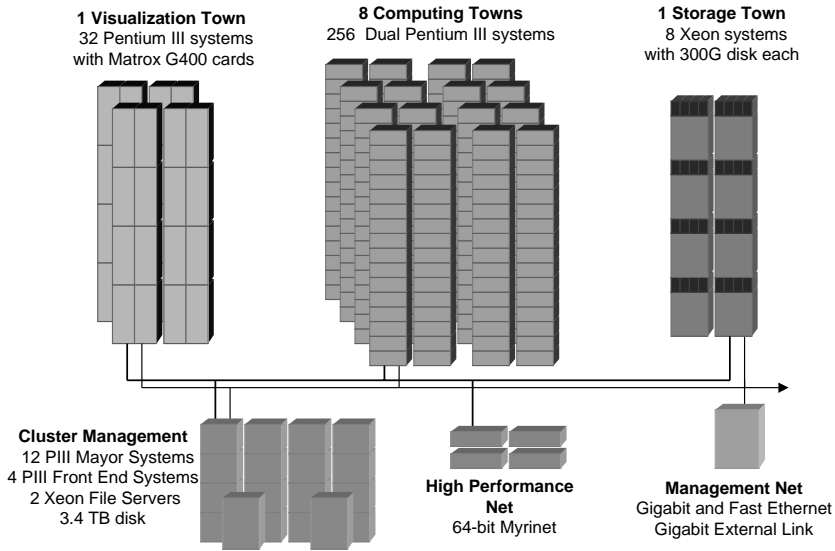 1 Visualization Town
32 Pentium III systems
with Matrox G400 cards
8 Computing Towns
256 Dual Pentium III systems
1 Storage Town
8 Xeon systems
with 300G disk each
Cluster Management
12 PIII Mayor Systems
4 PIII Front End Systems
2 Xeon File Servers
3.4 TB disk
High Performance
Net
64-bit Myrinet
Management Net
Gigabit and Fast Ethernet
Gigabit External Link